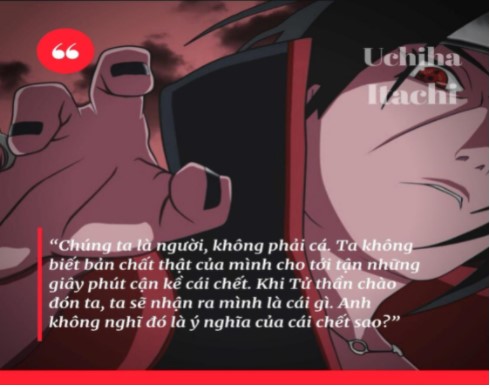 Uchiha
Itachi
“Chúng ta là người, không phải cá. Ta không
biết bản chất thật của mình cho tới tận những
giây phút cận kề cái chết. Khi Tử thần chào
đón ta, ta sẽ nhận ra mình là cái gì. Anh
không nghĩ đó là ý nghĩa của cái chết sao?”